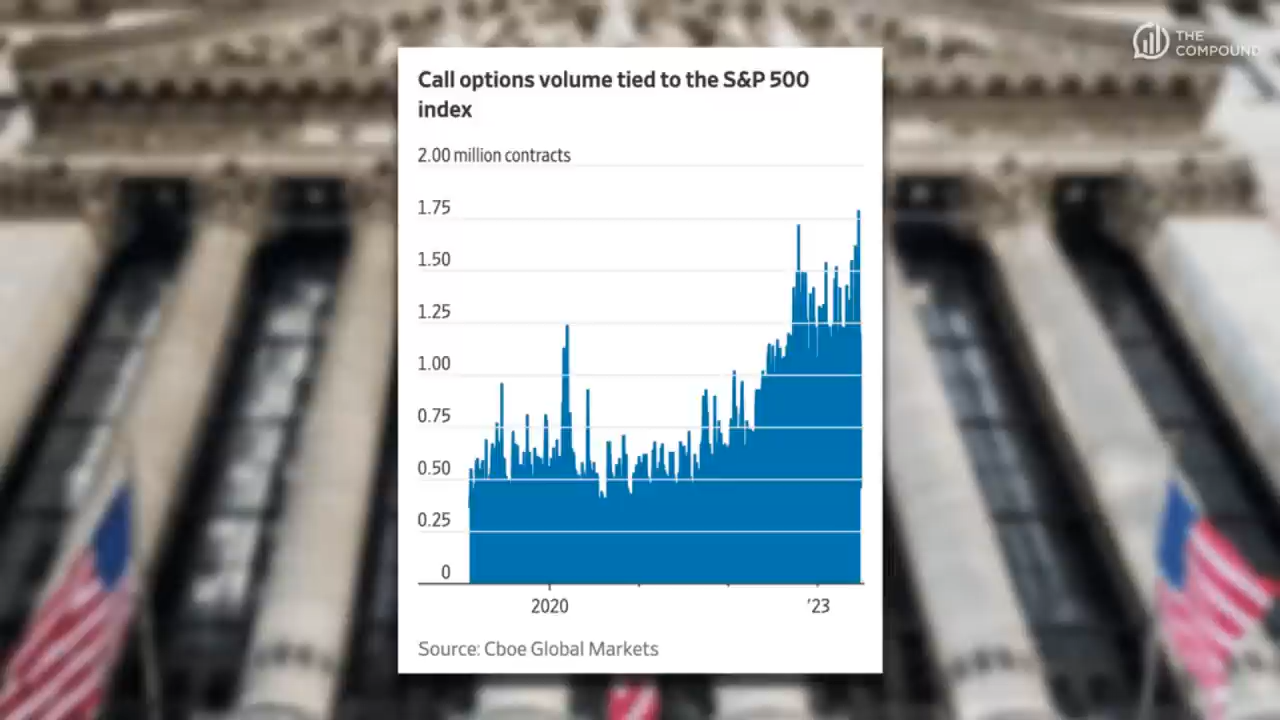 THE
COMPOUND
Call options volume tied to the S&P 500
index
2.00 million contracts
1.75
1.50
1.25
1.00
0.75
0.50
0.25
0
2020
'23
Source: Cboe Global Markets